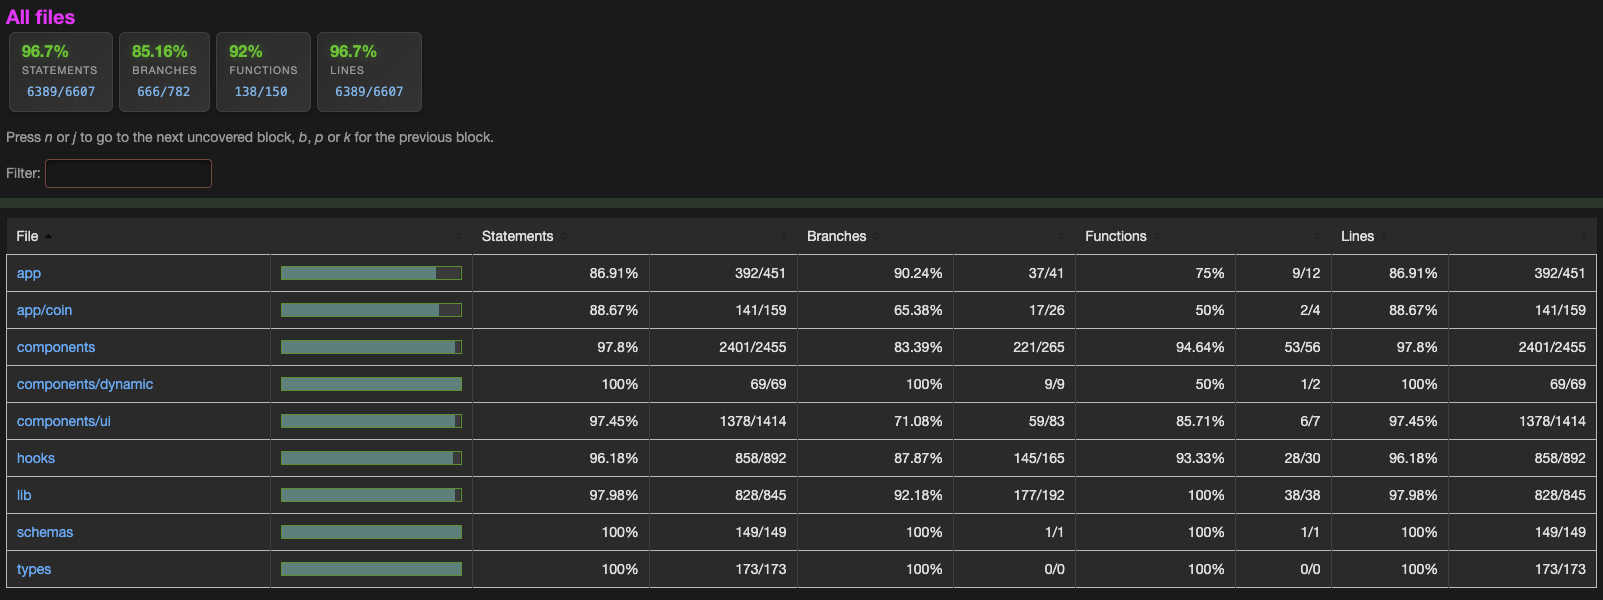 All files
96.7% 85.16% 92% 96.7%
STATEMENTS BRANCHES FUNCTIONS LINES
6389/6607 666/782 138/150 6389/6607
Press n or j to go to the next uncovered block, b, p or k for the previous block.
Filter:
File Statements Branches Functions Lines
app 86.91% 392/451 90.24% 37/41 75% 9/12 86.91% 392/451
app/coin 88.67% 141/159 65.38% 17/26 50% 2/4 88.67% 141/159
components 97.8% 2401/2455 83.39% 221/265 94.64% 53/56 97.8% 2401/2455
components/dynamic 100% 69/69 100% 9/9 50% 1/2 100% 69/69
components/ui 97.45% 1378/1414 71.08% 59/83 85.71% 6/7 97.45% 1378/1414
hooks 96.18% 858/892 87.87% 145/165 93.33% 28/30 96.18% 858/892
lib 97.98% 828/845 92.18% 177/192 100% 38/38 97.98% 828/845
schemas 100% 149/149 100% 1/1 100% 1/1 100% 149/149
types 100% 173/173 100% 0/0 100% 0/0 100% 173/173